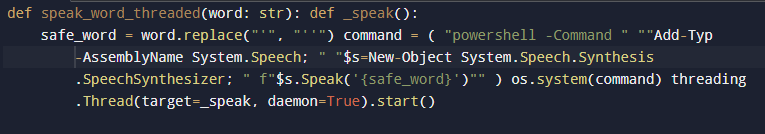 def speak_word_threaded(word: str): def _speak():
safe_word = word.replace("'", "''") command = ( "powershell -Command " ""Add-Typ
-AssemblyName System.Speech; " "$s=New-Object System.Speech.Synthesis
.SpeechSynthesizer; " f"$s.Speak('{safe_word}')"" ) os.system(command) threading
.Thread(target=_speak, daemon=True).start()